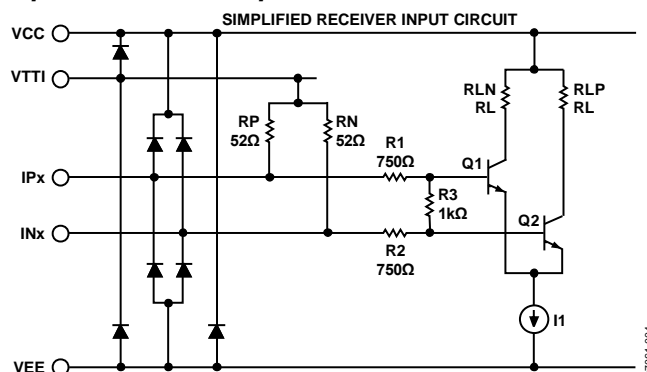 SIMPLIFIED RECEIVER INPUT CIRCUIT
VCC
VTTI
RLN
RL
RLP
RL
RP
52Ω
RN
52Ω
R1
750Ω
Q1
IPx
R3
1kΩ
Q2
INx
R2
750Ω
I1
VEE